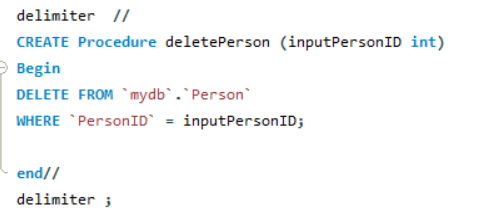 delimiter  //
CREATE Procedure deletePerson (inputPersonID int)
Begin
DELETE FROM `mydb`.`Person`
WHERE `PersonID` = inputPersonID;
end//
delimiter ;